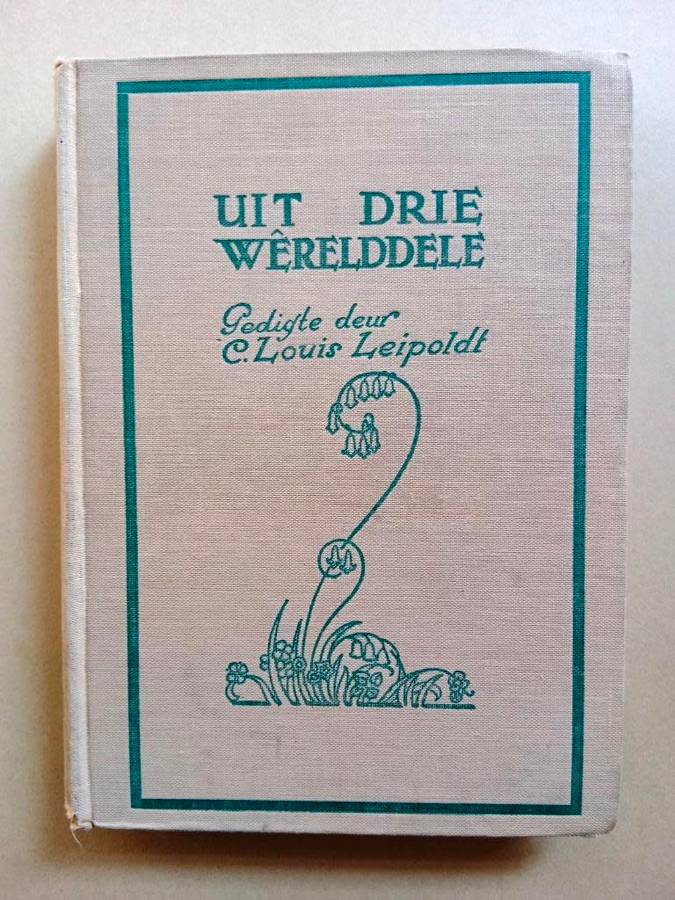 UIT DRIE
WÊRELDDELE
Gedigte deur
C. Louis Leipoldt